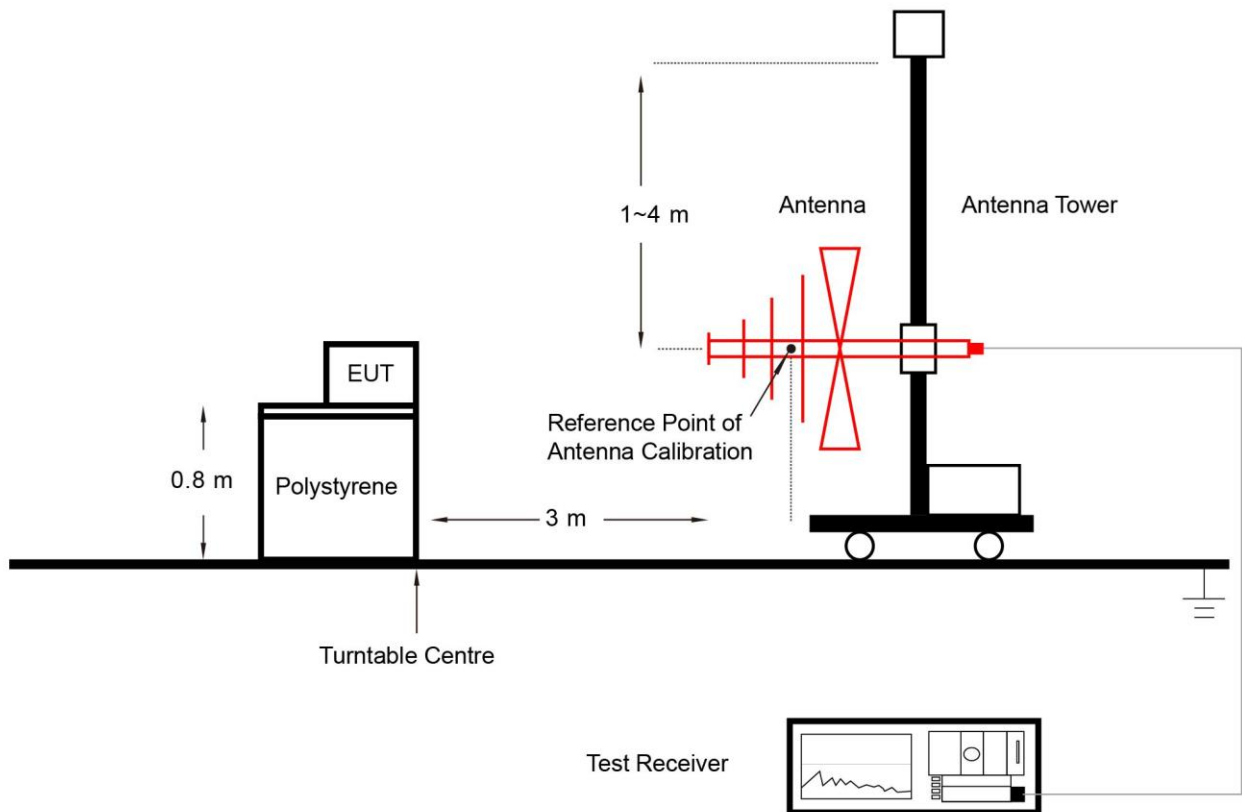 1~4 m
Antenna
Antenna Tower
EUT
Reference Point of
Antenna Calibration
0.8 m
Polystyrene
3 m
Turntable Centre
Test Receiver